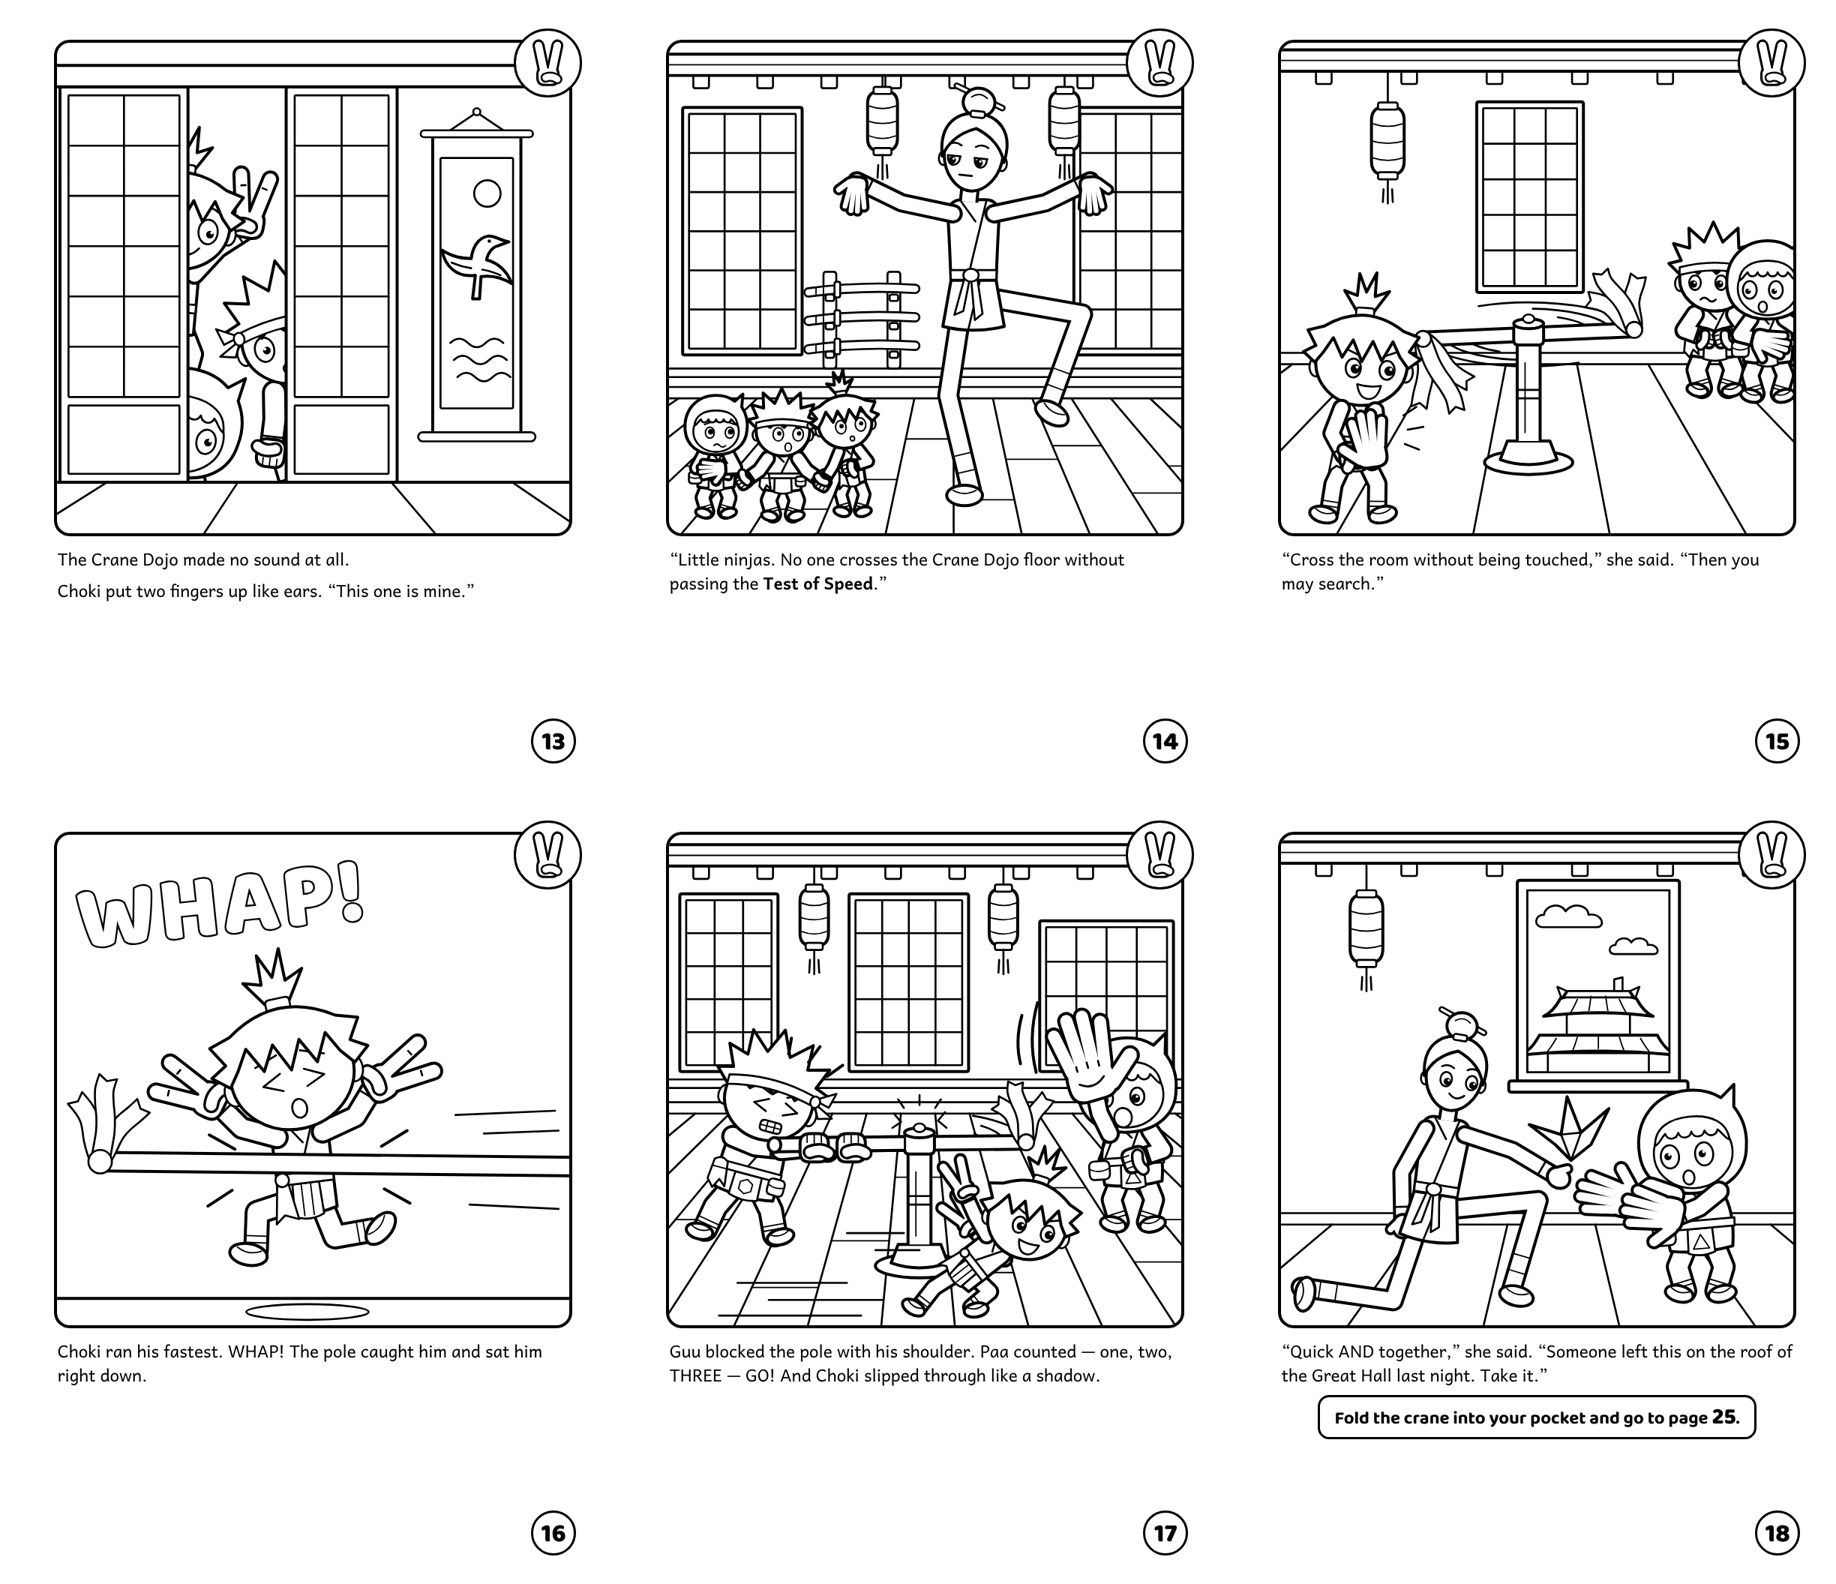 The Crane Dojo made no sound at all.
Choki put two fingers up like ears. “This one is mine.”
13
“Little ninjas. No one crosses the Crane Dojo floor without
passing the Test of Speed.”
14
“Cross the room without being touched,” she said. “Then you
may search.”
15
WHAP!
Choki ran his fastest. WHAP! The pole caught him and sat him
right down.
16
Guu blocked the pole with his shoulder. Paa counted — one, two,
THREE — GO! And Choki slipped through like a shadow.
17
“Quick AND together,” she said. “Someone left this on the roof of
the Great Hall last night. Take it.”
Fold the crane into your pocket and go to page 25.
18